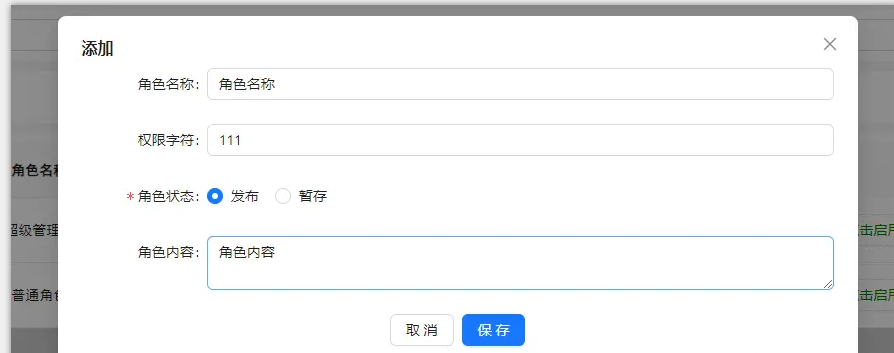 添加
角色名称: 角色名称
权限字符: 111
* 角色状态: 发布 暂存
角色内容: 角色内容
取 消 保 存
角色名称
超级管理
普通角色
击启用
击启用